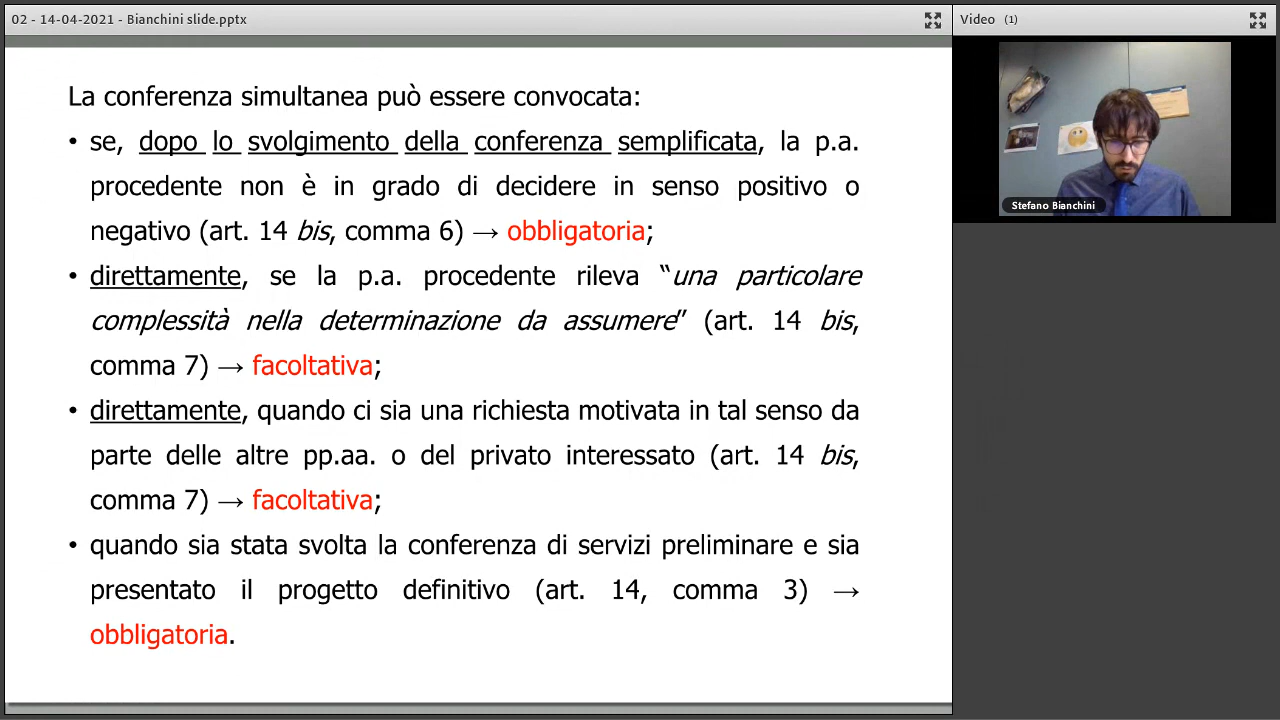 02 - 14-04-2021 - Bianchini slide.pptx
Video (1)
La conferenza simultanea può essere convocata:
• se, dopo lo svolgimento della conferenza semplificata, la p.a.
procedente non è in grado di decidere in senso positivo o
negativo (art. 14 bis, comma 6) → obbligatoria;
• direttamente, se la p.a. procedente rileva “una particolare
complessità nella determinazione da assumere” (art. 14 bis,
comma 7) → facoltativa;
• direttamente, quando ci sia una richiesta motivata in tal senso da
parte delle altre pp.aa. o del privato interessato (art. 14 bis,
comma 7) → facoltativa;
• quando sia stata svolta la conferenza di servizi preliminare e sia
presentato il progetto definitivo (art. 14, comma 3) →
obbligatoria.
Stefano Bianchini